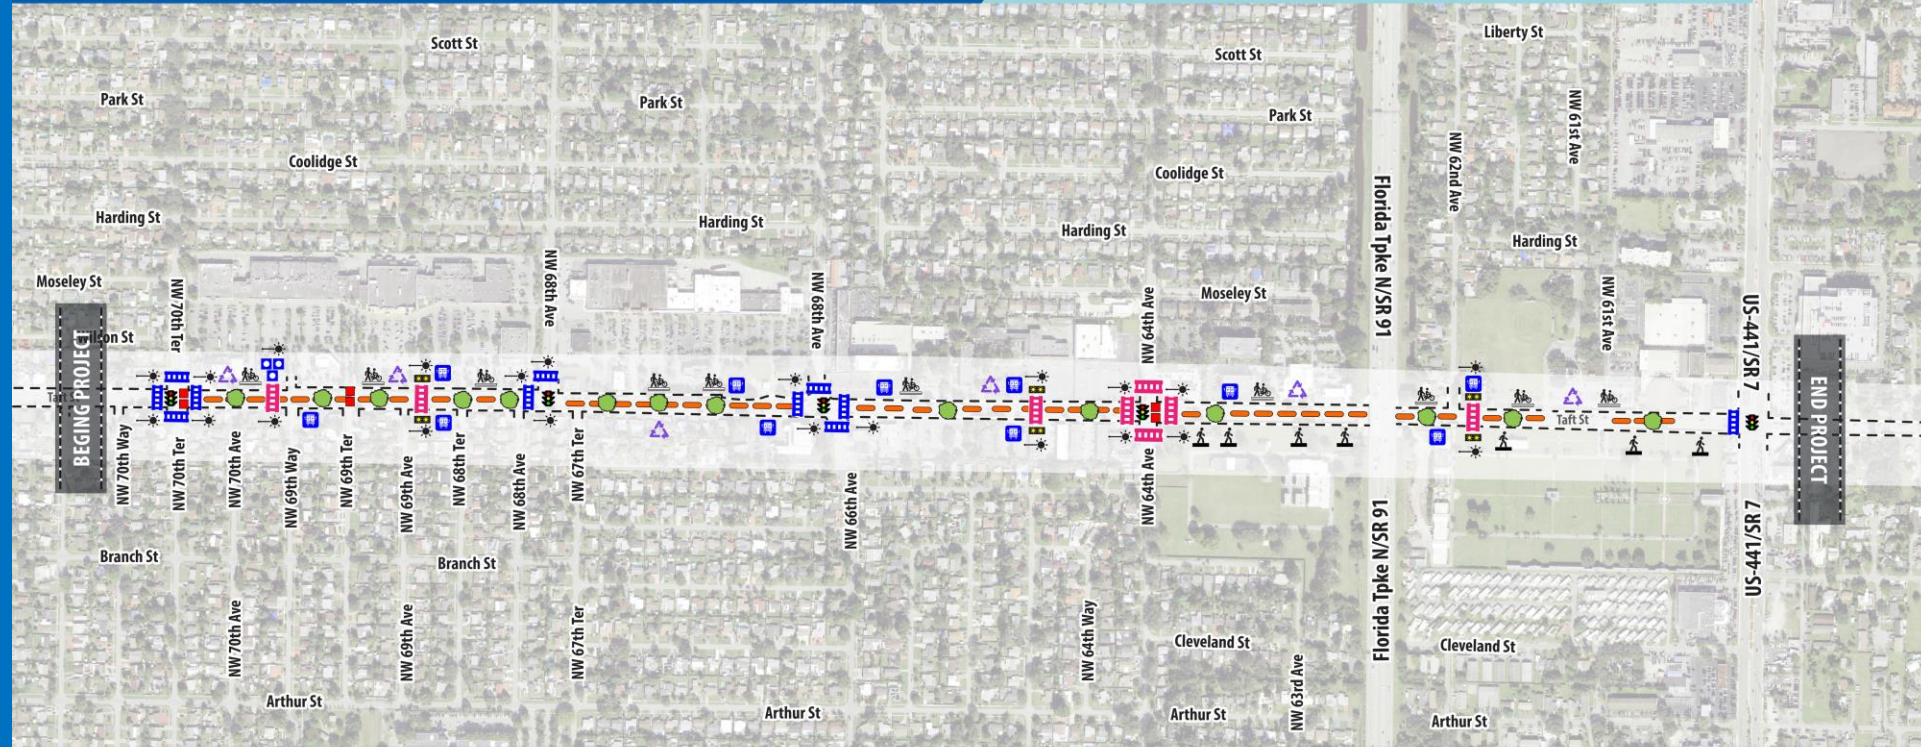 Scott St
Scott St
Liberty St
Park St
Park St
Park St
NW 61st Ave
NW 62nd Ave
Coolidge St
Coolidge St
Harding St
Harding St
Harding St
Harding St
Florida Tpke N/SR 91
Moseley St
Moseley St
NW 70th Ter
NW 68th Ave
NW 68th Ave
NW 64th Ave
NW 61st Ave
US-441/SR 7
BEGING PROJECT
END PROJECT
Taft St
NW 70th Way
NW 70th Ter
NW 70th Ave
NW 69th Way
NW 69th Ter
NW 69th Ave
NW 68th Ter
NW 68th Ave
NW 67th Ter
NW 66th Ave
NW 64th Ave
Florida Tpke N/SR 91
US-441/SR 7
Branch St
Branch St
NW 70th Ave
NW 69th Ave
NW 67th Ter
NW 64th Way
Cleveland St
Cleveland St
NW 63rd Ave
Arthur St
Arthur St
Arthur St
Arthur St